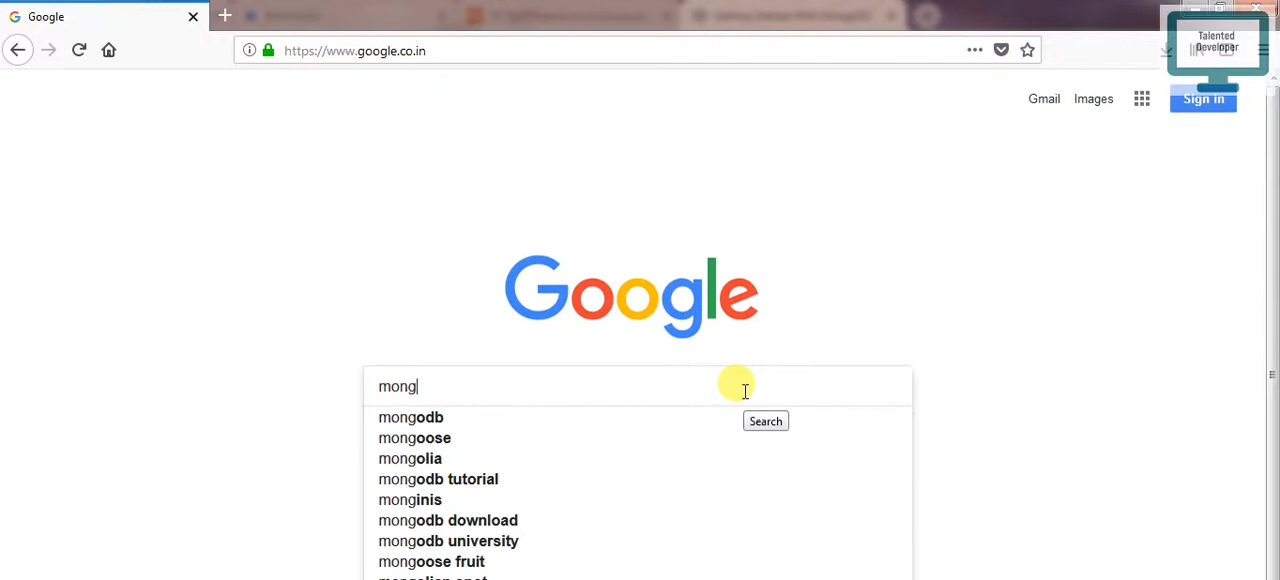 Google
https://www.google.co.in
Talented
Developer
Gmail Images
Sign in
Google
mong
mongodb
Search
mongoose
mongolia
mongodb tutorial
monginis
mongodb download
mongodb university
mongoose fruit